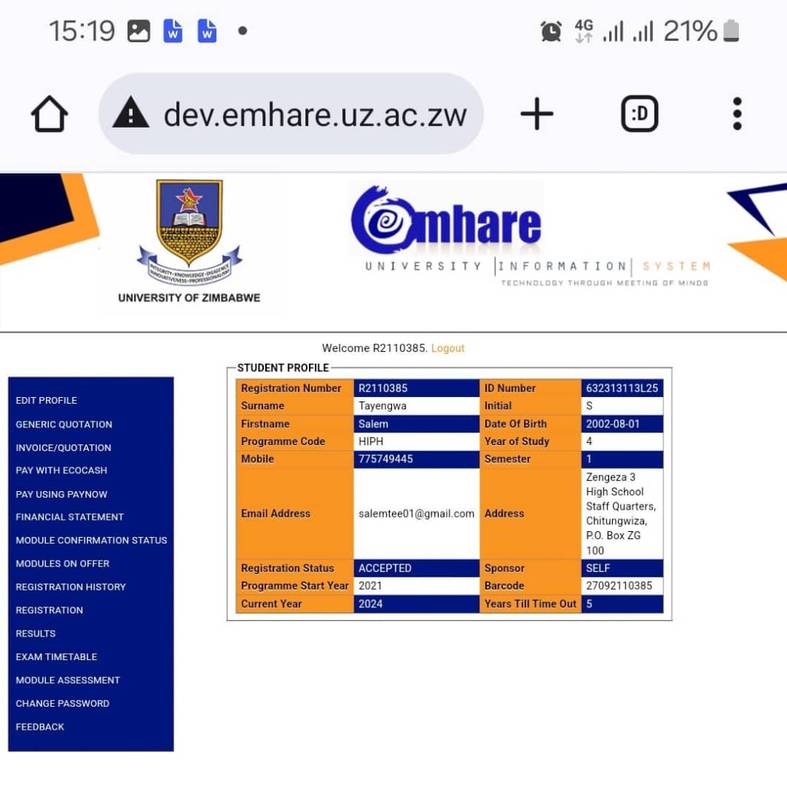 15:19
4G
21%
dev.emhare.uz.ac.zw
:D
INTEGRITY • KNOWLEDGE • DILIGENCE
INNOVATIVENESS • PROFESSIONALISM
UNIVERSITY OF ZIMBABWE
emhare
UNIVERSITY |INFORMATION| SYSTEM
TECHNOLOGY THROUGH MEETING OF MINDS
Welcome R2110385. Logout
EDIT PROFILE
GENERIC QUOTATION
INVOICE/QUOTATION
PAY WITH ECOCASH
PAY USING PAYNOW
FINANCIAL STATEMENT
MODULE CONFIRMATION STATUS
MODULES ON OFFER
REGISTRATION HISTORY
REGISTRATION
RESULTS
EXAM TIMETABLE
MODULE ASSESSMENT
CHANGE PASSWORD
FEEDBACK
STUDENT PROFILE
Registration Number R2110385 ID Number 632313113L25
Surname Tayengwa Initial S
Firstname Salem Date Of Birth 2002-08-01
Programme Code HIPH Year of Study 4
Mobile 775749445 Semester 1
Email Address salemtee01@gmail.com Address Zengeza 3
High School
Staff Quarters,
Chitungwiza,
P.O. Box ZG
100
Registration Status ACCEPTED Sponsor SELF
Programme Start Year 2021 Barcode 27092110385
Current Year 2024 Years Till Time Out 5